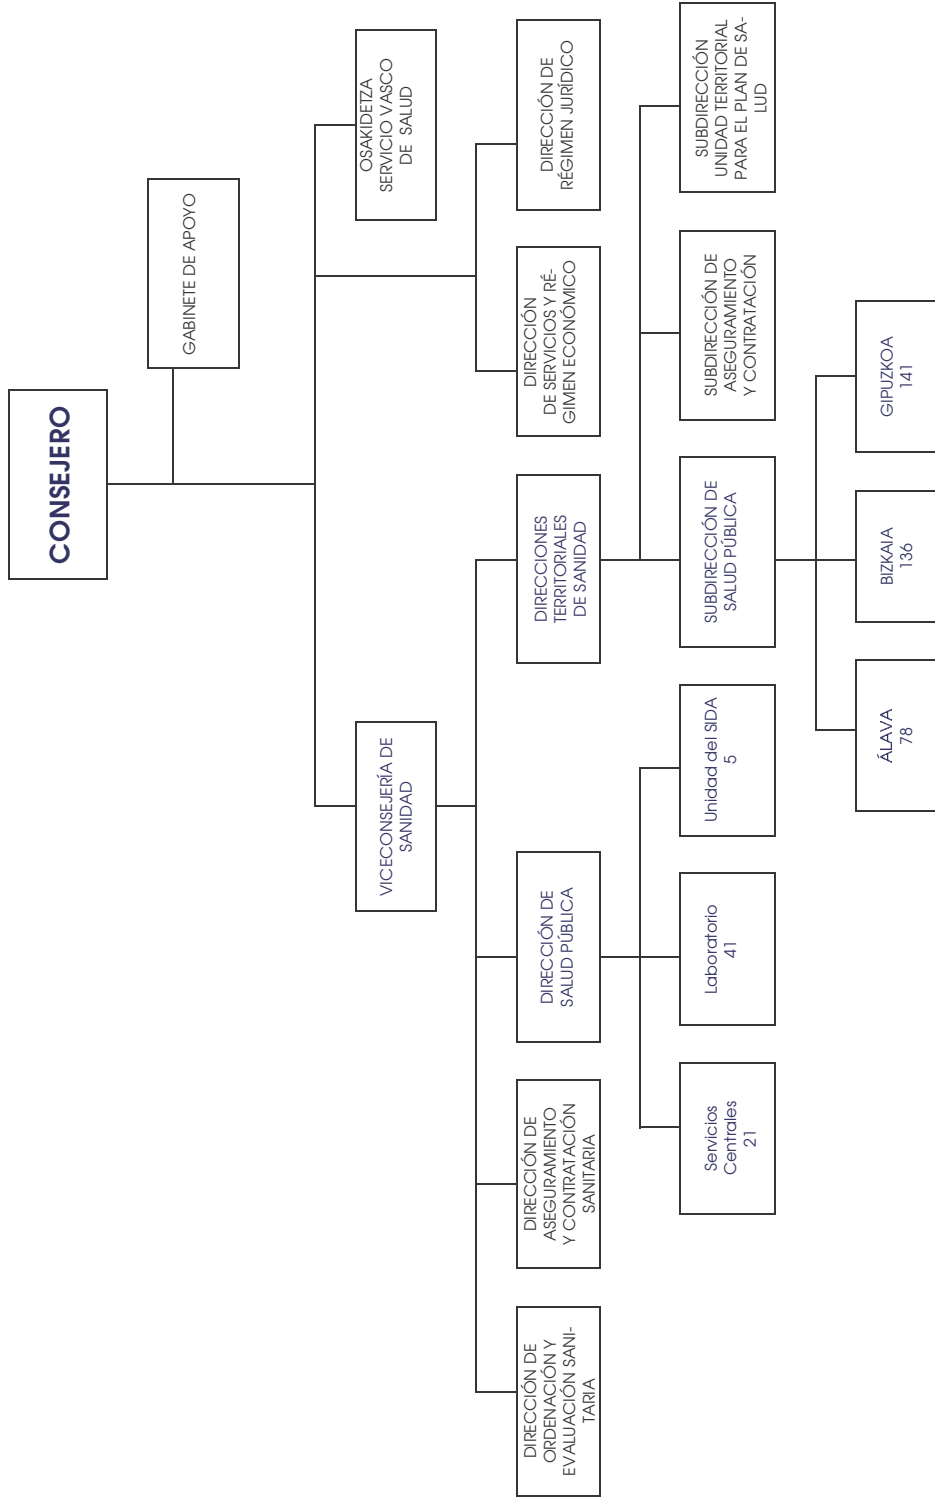 CONSEJERO
GABINETE DE APOYO
VICECONSEJERÍA DE
SANIDAD
OSAKIDETZA
SERVICIO VASCO
DE SALUD
DIRECCIÓN DE
ORDENACIÓN Y
EVALUACIÓN SANI-
TARIA
DIRECCIÓN DE
ASEGURAMIENTO
Y CONTRATACIÓN
SANITARIA
DIRECCIÓN DE
SALUD PÚBLICA
DIRECCIONES
TERRITORIALES
DE SANIDAD
DIRECCIÓN
DE SERVICIOS Y RÉ-
GIMEN ECONÓMICO
DIRECCIÓN DE
RÉGIMEN JURÍDICO
Servicios
Centrales
21
Laboratorio
41
Unidad del SIDA
5
SUBDIRECCIÓN DE
SALUD PÚBLICA
SUBDIRECCIÓN DE
ASEGURAMIENTO
Y CONTRATACIÓN
SUBDIRECCIÓN
UNIDAD TERRITORIAL
PARA EL PLAN DE SA-
LUD
ÁLAVA
78
BIZKAIA
136
GIPUZKOA
141